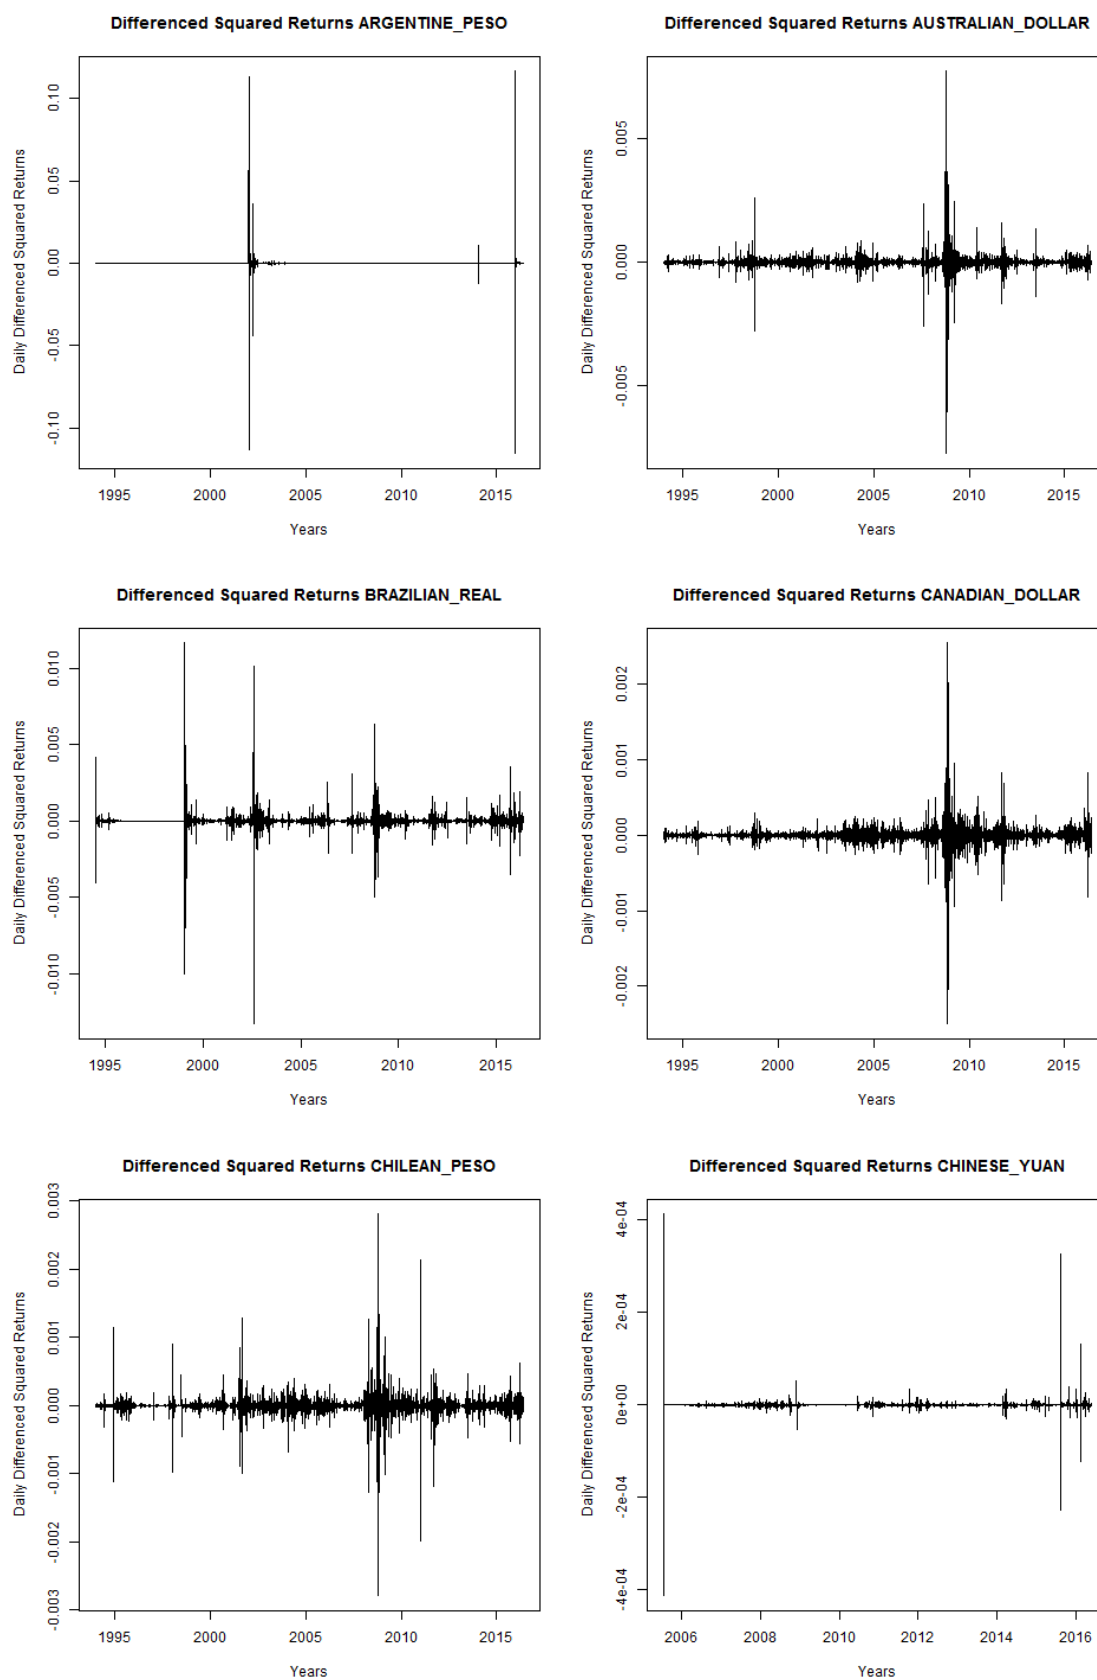 Differenced Squared Returns ARGENTINE_PESO
Daily Differenced Squared Returns
0.10
0.05
0.00
-0.05
-0.10
1995 2000 2005 2010 2015
Years
Differenced Squared Returns AUSTRALIAN_DOLLAR
Daily Differenced Squared Returns
0.005
0.000
-0.005
1995 2000 2005 2010 2015
Years
Differenced Squared Returns BRAZILIAN_REAL
Daily Differenced Squared Returns
0.010
0.005
0.000
-0.005
-0.010
1995 2000 2005 2010 2015
Years
Differenced Squared Returns CANADIAN_DOLLAR
Daily Differenced Squared Returns
0.002
0.001
0.000
-0.001
-0.002
1995 2000 2005 2010 2015
Years
Differenced Squared Returns CHILEAN_PESO
Daily Differenced Squared Returns
0.003
0.002
0.001
0.000
-0.001
-0.002
-0.003
1995 2000 2005 2010 2015
Years
Differenced Squared Returns CHINESE_YUAN
Daily Differenced Squared Returns
4e-04
2e-04
0e+00
-2e-04
-4e-04
2006 2008 2010 2012 2014 2016
Years